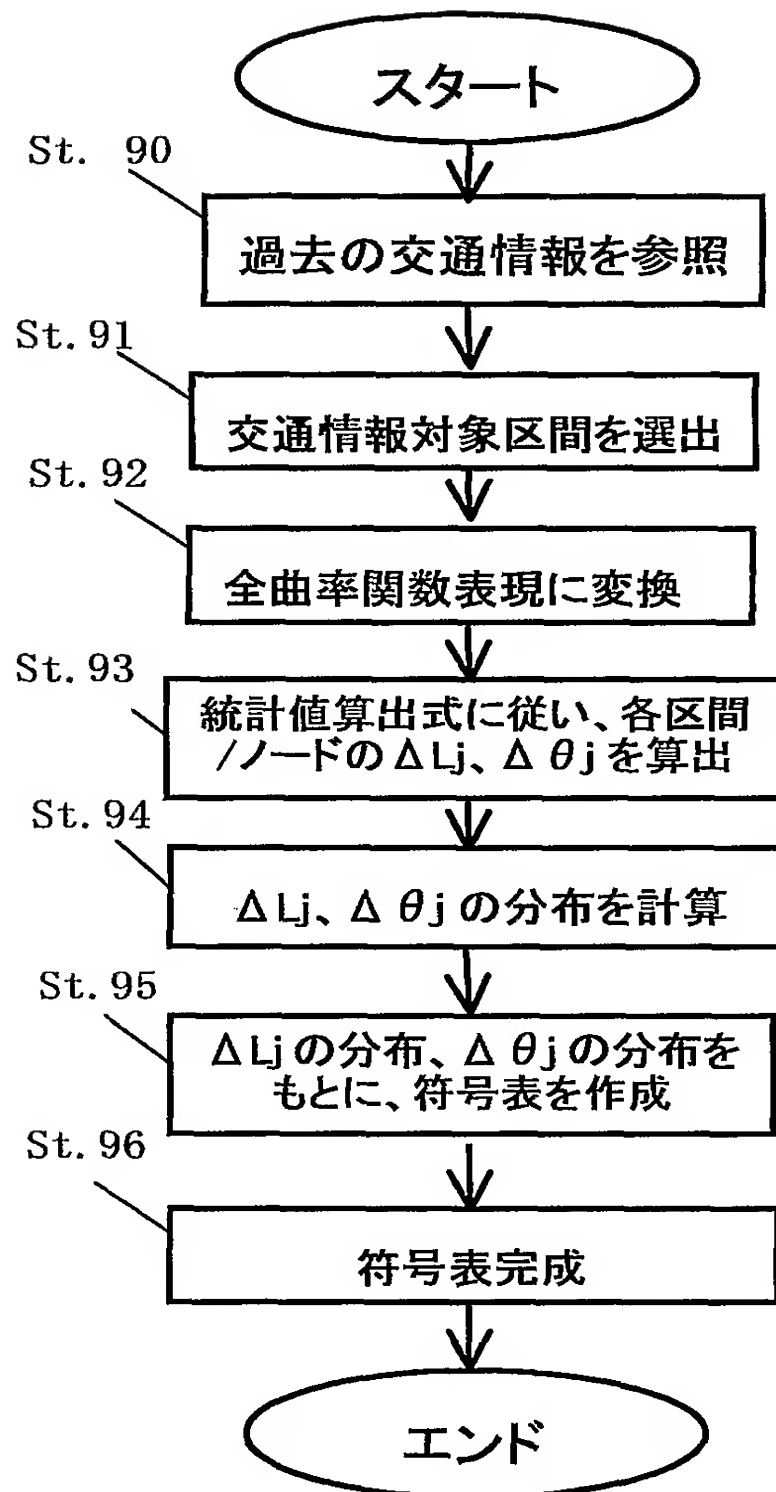 スタート
St. 90
過去の交通情報を参照
St. 91
交通情報対象区間を選出
St. 92
全曲率関数表現に変換
St. 93
統計値算出式に従い、各区間
/ノードのΔLj、Δθjを算出
St. 94
ΔLj、Δθjの分布を計算
St. 95
ΔLjの分布、Δθjの分布を
もとに、符号表を作成
St. 96
符号表完成
エンド